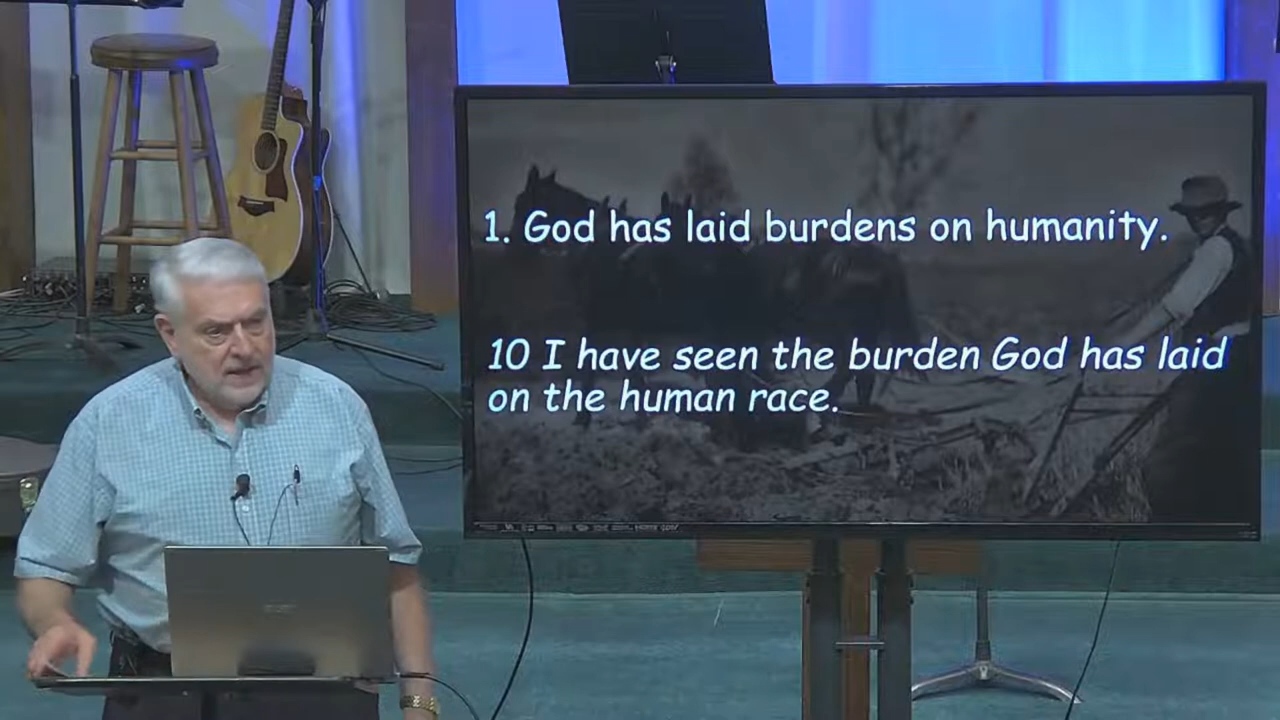 1. God has laid burdens on humanity.
10 I have seen the burden God has laid
on the human race.